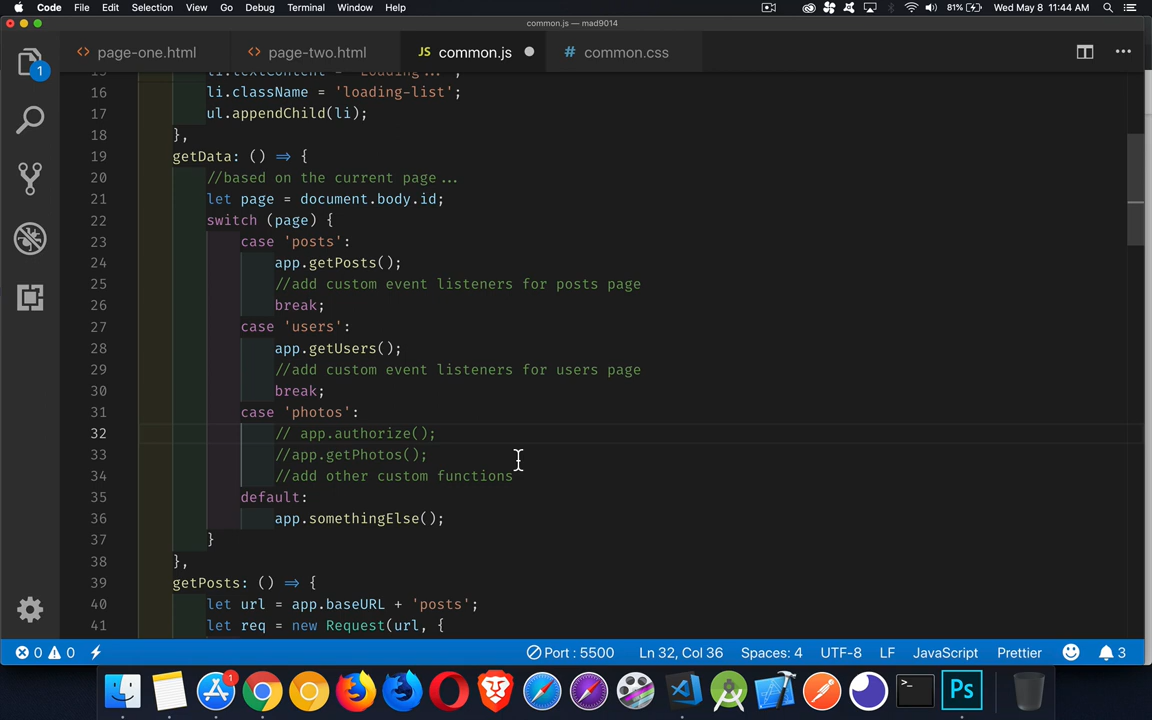 Code File Edit Selection View Go Debug Terminal Window Help 81% Wed May 8 11:44 AM
common.js — mad9014
<> page-one.html <> page-two.html JS common.js # common.css
15 li.textContent = 'Loading...';
16 li.className = 'loading-list';
17 ul.appendChild(li);
18 },
19 getData: () => {
20 //based on the current page...
21 let page = document.body.id;
22 switch (page) {
23 case 'posts':
24 app.getPosts();
25 //add custom event listeners for posts page
26 break;
27 case 'users':
28 app.getUsers();
29 //add custom event listeners for users page
30 break;
31 case 'photos':
32 // app.authorize();
33 //app.getPhotos();
34 //add other custom functions
35 default:
36 app.somethingElse();
37 }
38 },
39 getPosts: () => {
40 let url = app.baseURL + 'posts';
41 let req = new Request(url, {
1
0 0 Port : 5500 Ln 32, Col 36 Spaces: 4 UTF-8 LF JavaScript Prettier 3
1 >_ Ps